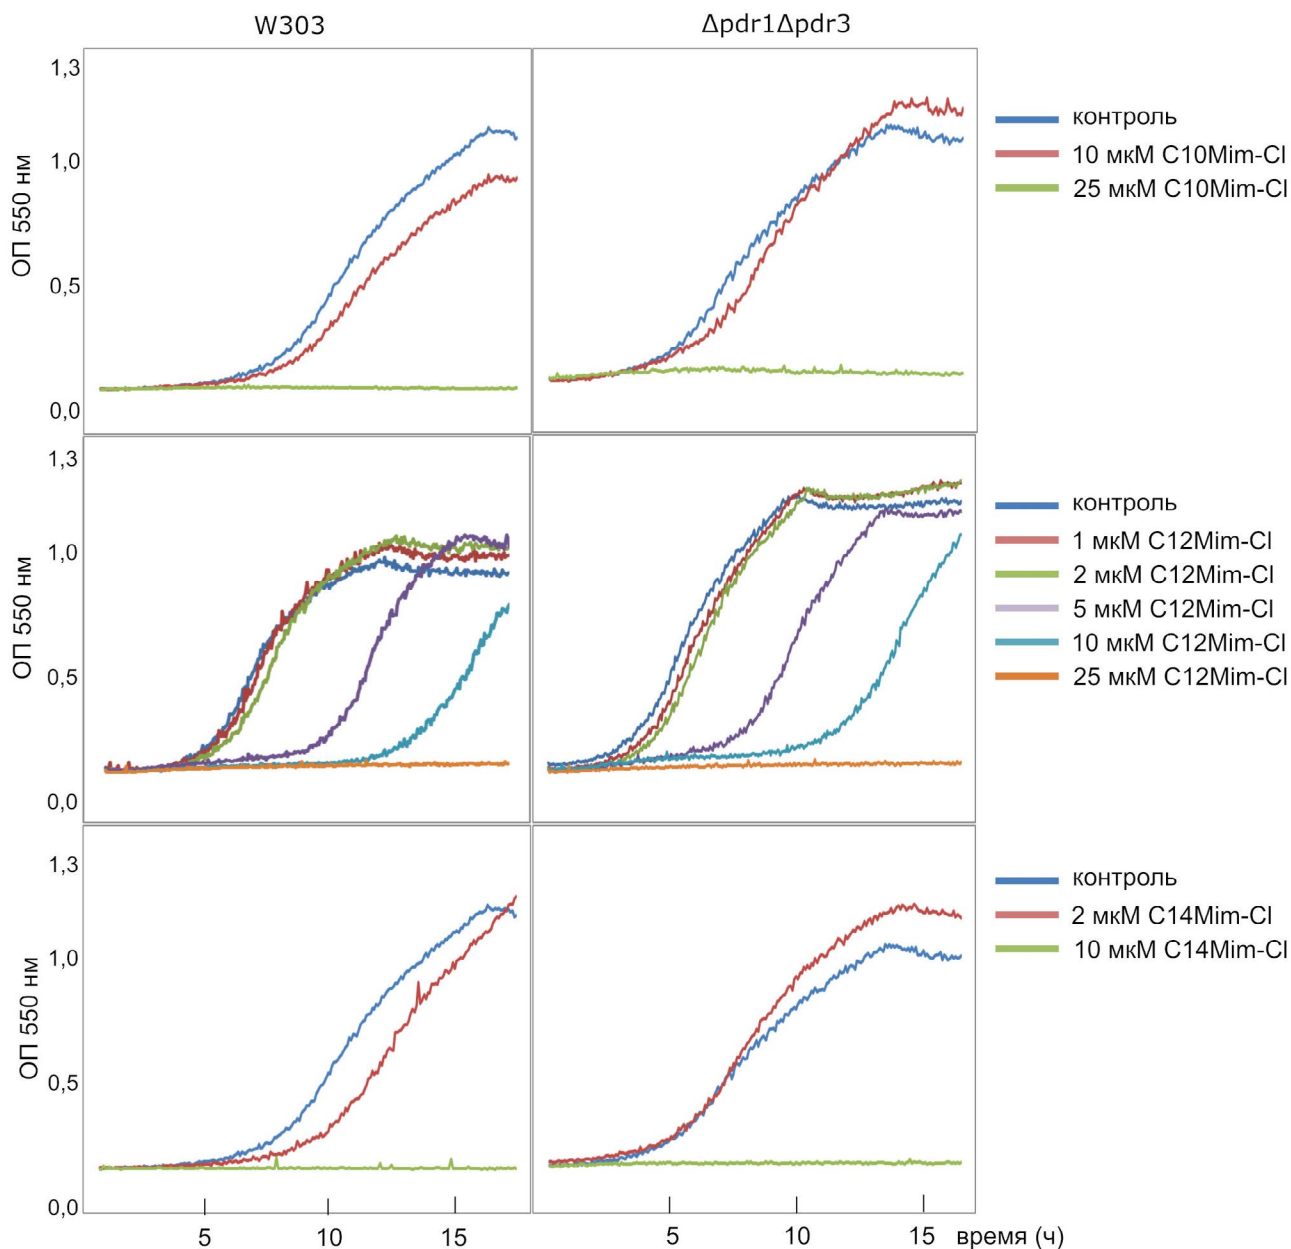 W303
Δpdr1Δpdr3
ОП 550 нм
1,3
1,0
0,5
0,0
контроль
10 мкМ C10Mim-Cl
25 мкМ C10Mim-Cl
ОП 550 нм
1,3
1,0
0,5
0,0
контроль
1 мкМ C12Mim-Cl
2 мкМ C12Mim-Cl
5 мкМ C12Mim-Cl
10 мкМ C12Mim-Cl
25 мкМ C12Mim-Cl
ОП 550 нм
1,3
1,0
0,5
0,0
контроль
2 мкМ C14Mim-Cl
10 мкМ C14Mim-Cl
5 10 15
5 10 15 время (ч)